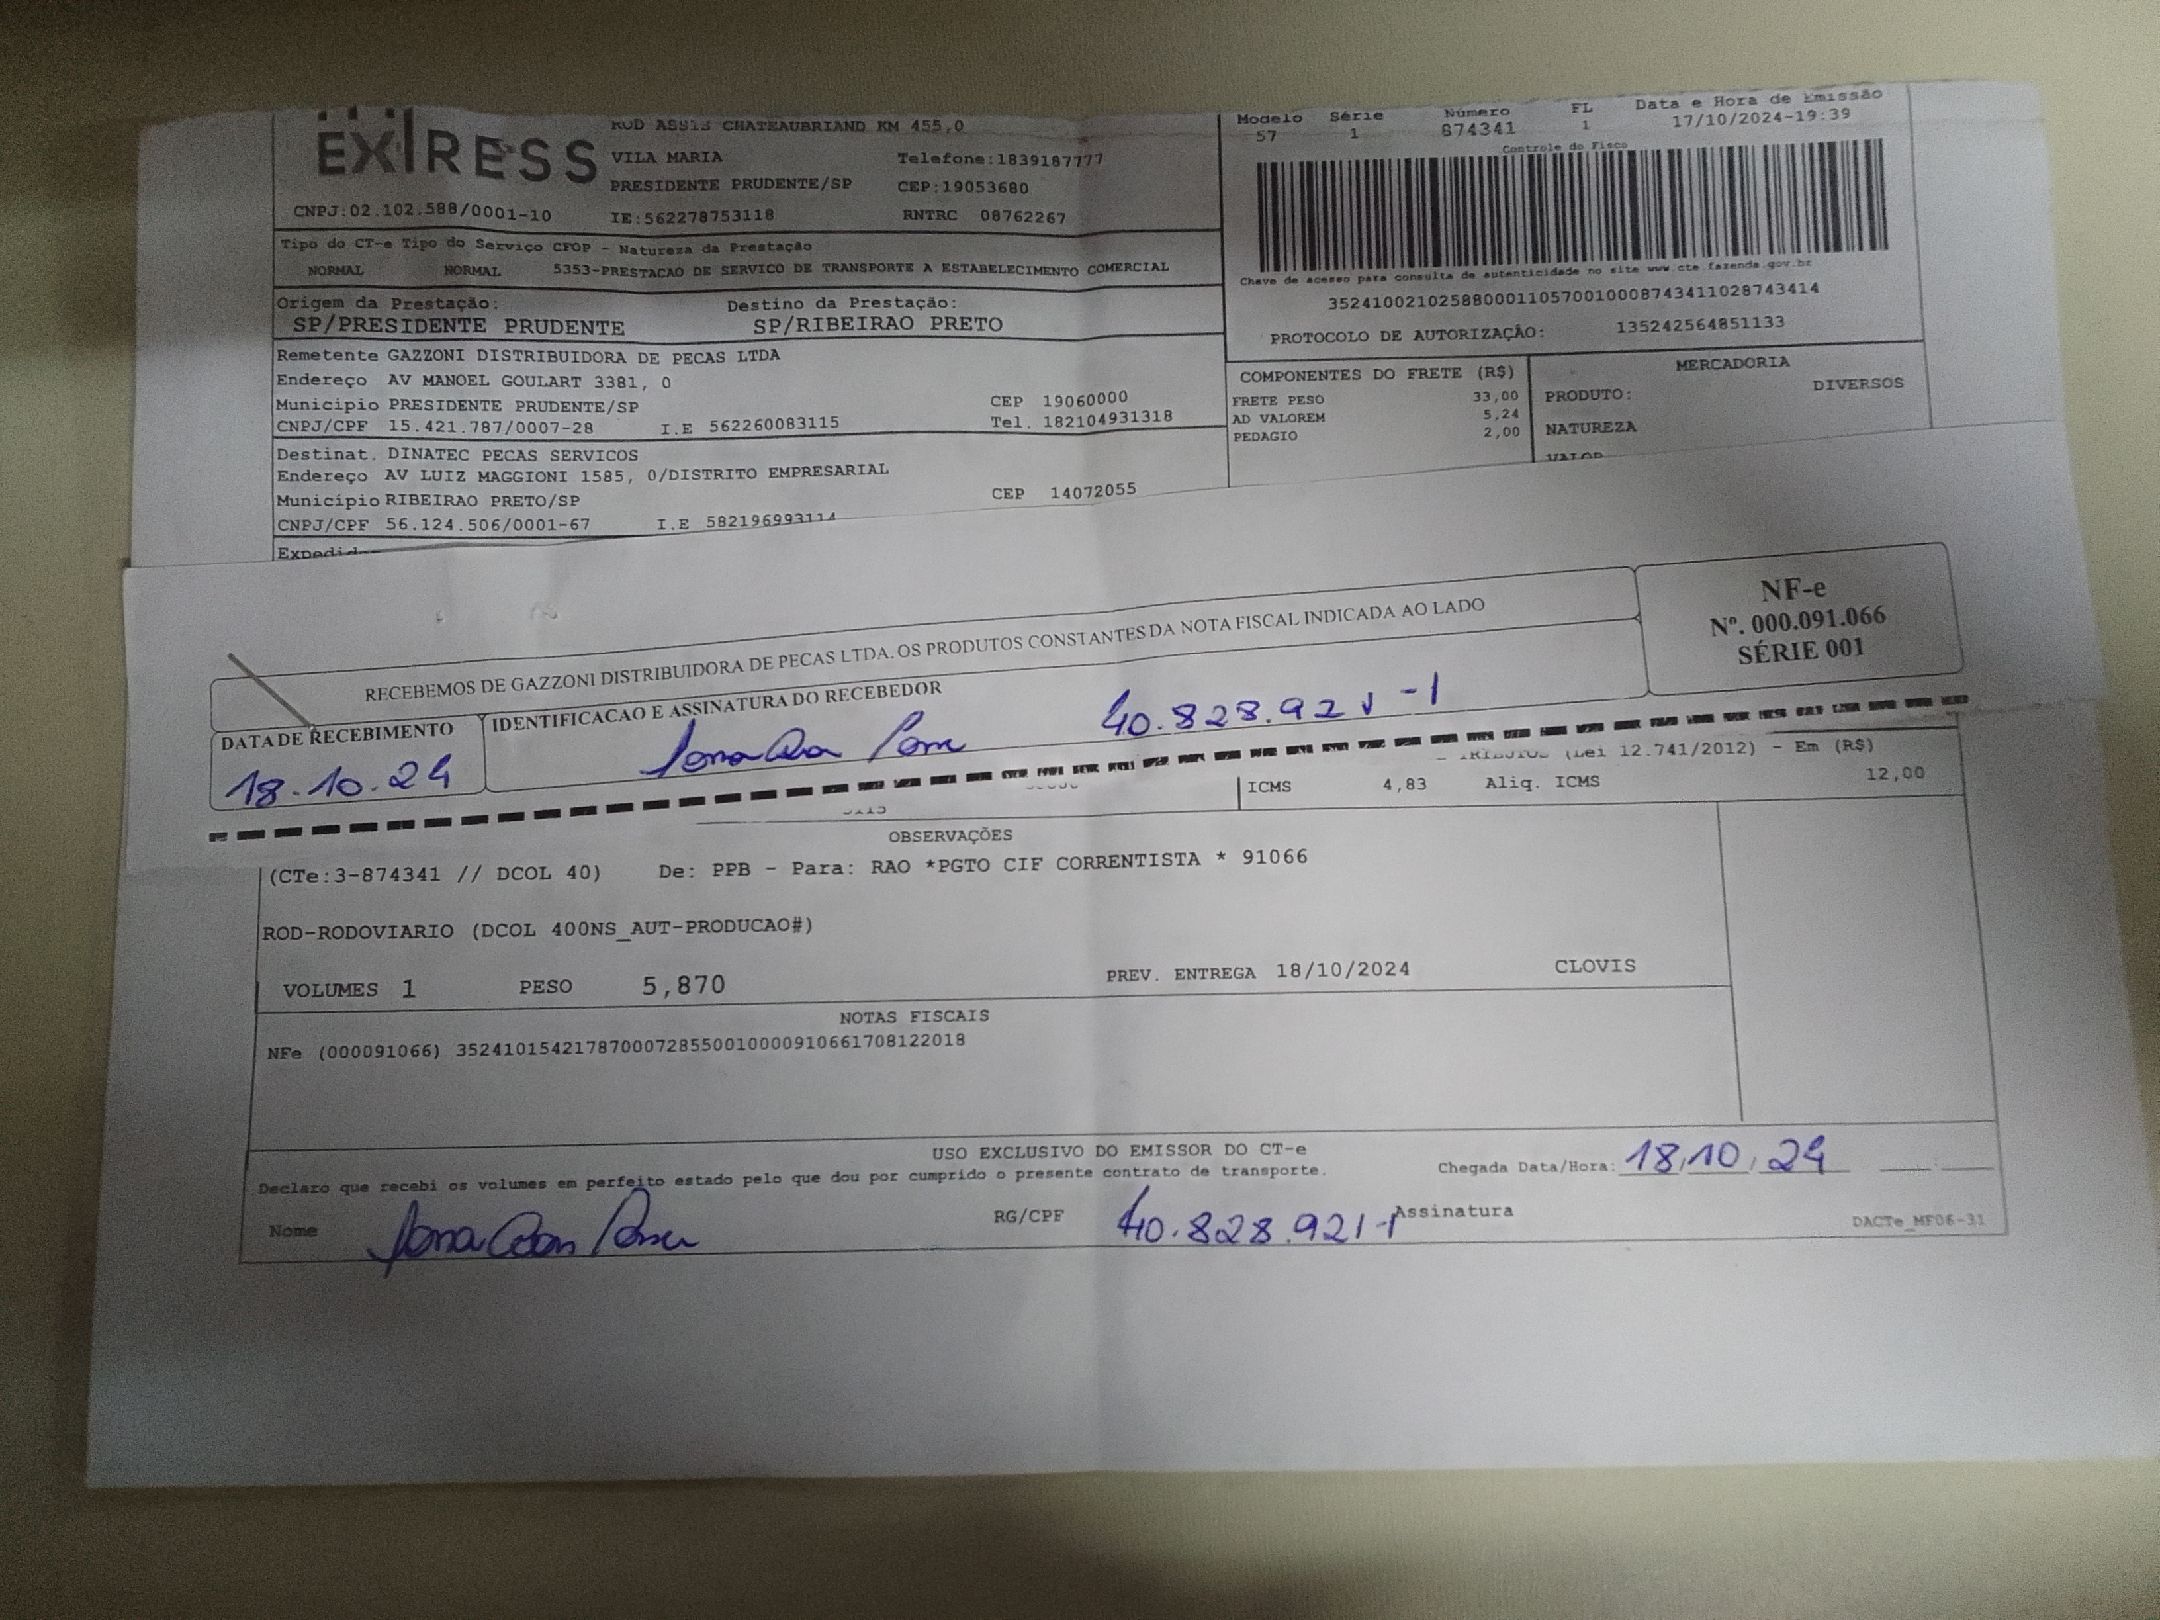 EXPRESS
ROD ASSIS CHATEAUBRIAND KM 455,0
VILA MARIA Telefone:1839187777
PRESIDENTE PRUDENTE/SP CEP:19053680
CNPJ:02.102.588/0001-10 IE:562278753118 RNTRC 08762267
Modelo Série Número FL Data e Hora de Emissão
57 1 874341 1 17/10/2024-19:39
Controle do Fisco
Tipo do CT-e Tipo do Serviço CFOP - Natureza da Prestação
NORMAL NORMAL 5353-PRESTACAO DE SERVICO DE TRANSPORTE A ESTABELECIMENTO COMERCIAL
Chave de acesso para consulta de autenticidade no site www.cte.fazenda.gov.br
35241002102588000110570010008743411028743414
PROTOCOLO DE AUTORIZAÇÃO: 135242564851133
Origem da Prestação: Destino da Prestação:
SP/PRESIDENTE PRUDENTE SP/RIBEIRAO PRETO
Remetente GAZZONI DISTRIBUIDORA DE PECAS LTDA
Endereço AV MANOEL GOULART 3381, 0
Município PRESIDENTE PRUDENTE/SP CEP 19060000
CNPJ/CPF 15.421.787/0007-28 I.E 562260083115 Tel. 182104931318
COMPONENTES DO FRETE (R$)
FRETE PESO 33,00
AD VALOREM 5,24
PEDAGIO 2,00
MERCADORIA
PRODUTO: DIVERSOS
NATUREZA
VALOR
Destinat. DINATEC PECAS SERVICOS
Endereço AV LUIZ MAGGIONI 1585, 0/DISTRITO EMPRESARIAL
Município RIBEIRAO PRETO/SP CEP 14072055
CNPJ/CPF 56.124.506/0001-67 I.E 582196993114
RECEBEMOS DE GAZZONI DISTRIBUIDORA DE PECAS LTDA. OS PRODUTOS CONSTANTES DA NOTA FISCAL INDICADA AO LADO
NF-e
Nº. 000.091.066
SÉRIE 001
DATA DE RECEBIMENTO IDENTIFICACAO E ASSINATURA DO RECEBEDOR
18.10.24 40.828.921-1
(Lei 12.741/2012) - Em (R$)
ICMS 4,83 Aliq. ICMS 12,00
OBSERVAÇÕES
(CTe:3-874341 // DCOL 40) De: PPB - Para: RAO *PGTO CIF CORRENTISTA * 91066
ROD-RODOVIARIO (DCOL 400NS_AUT-PRODUCAO#)
VOLUMES 1 PESO 5,870 PREV. ENTREGA 18/10/2024 CLOVIS
NOTAS FISCAIS
NFe (000091066) 35241015421787000728550010000910661708122018
USO EXCLUSIVO DO EMISSOR DO CT-e
Declaro que recebi os volumes em perfeito estado pelo que dou por cumprido o presente contrato de transporte. Chegada Data/Hora: 18/10/24
Nome RG/CPF 40.828.921-1 Assinatura
DACTe_MF06-31